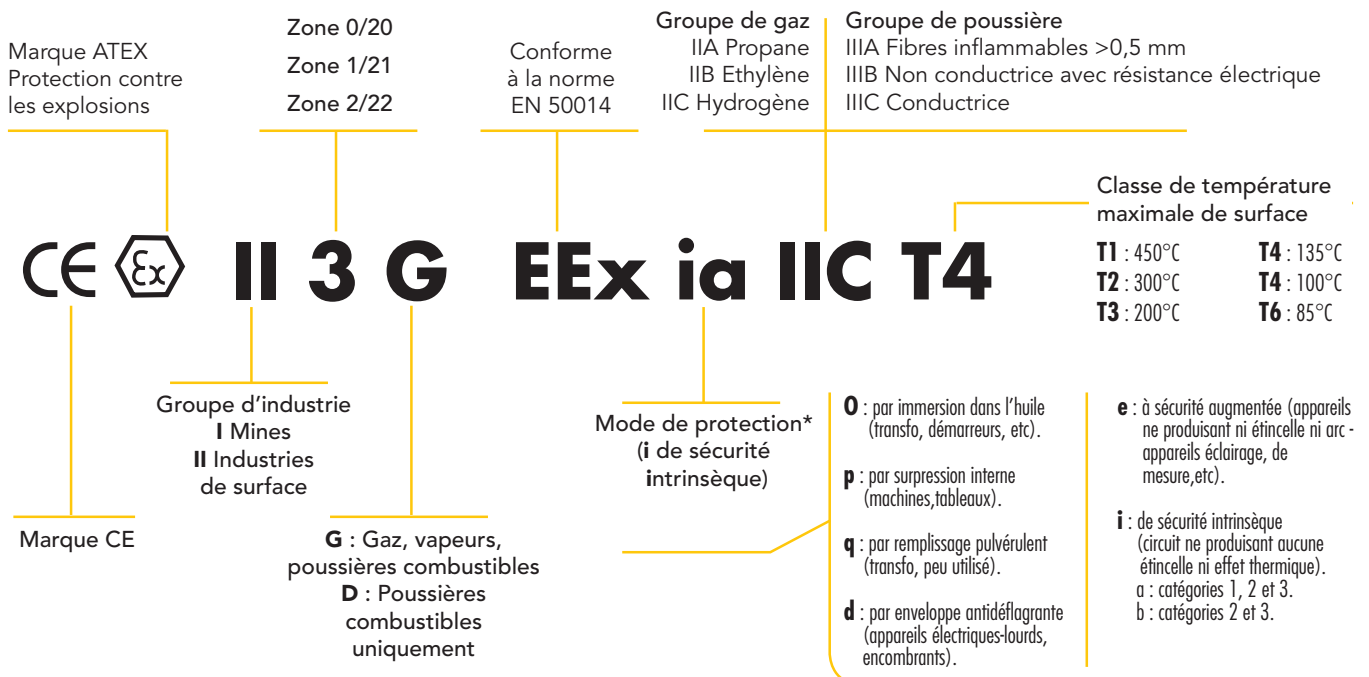 Marque ATEX
Protection contre
les explosions
Zone 0/20
Zone 1/21
Zone 2/22
Conforme
à la norme
EN 50014
Groupe de gaz
IIA Propane
IIB Ethylène
IIC Hydrogène
Groupe de poussière
IIIA Fibres inflammables >0,5 mm
IIIB Non conductrice avec résistance électrique
IIIC Conductrice
Classe de température
maximale de surface
T1 : 450°C
T2 : 300°C
T3 : 200°C
T4 : 135°C
T4 : 100°C
T6 : 85°C
CE Ex II 3 G EEx ia IIC T4
Marque CE
Groupe d’industrie
I Mines
II Industries
de surface
G : Gaz, vapeurs,
poussières combustibles
D : Poussières
combustibles
uniquement
Mode de protection*
(i de sécurité
intrinsèque)
O : par immersion dans l’huile
(transfo, démarreurs, etc).
p : par surpression interne
(machines,tableaux).
q : par remplissage pulvérulent
(transfo, peu utilisé).
d : par enveloppe antidéflagrante
(appareils électriques-lourds,
encombrants).
e : à sécurité augmentée (appareils
ne produisant ni étincelle ni arc -
appareils éclairage, de
mesure,etc).
i : de sécurité intrinsèque
(circuit ne produisant aucune
étincelle ni effet thermique).
a : catégories 1, 2 et 3.
b : catégories 2 et 3.